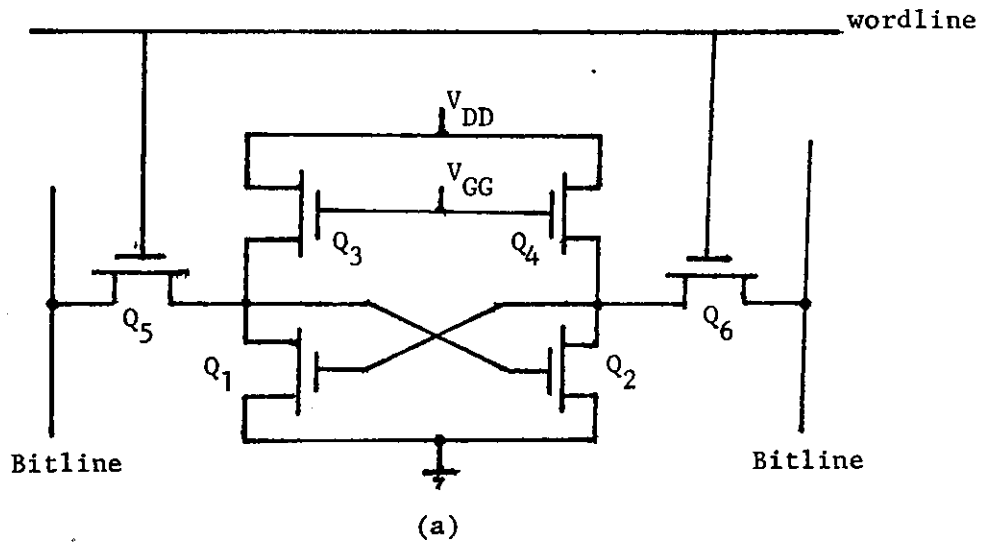 wordline
V_DD
V_GG
Q_3
Q_4
Q_5
Q_6
Q_1
Q_2
Bitline
Bitline
(a)